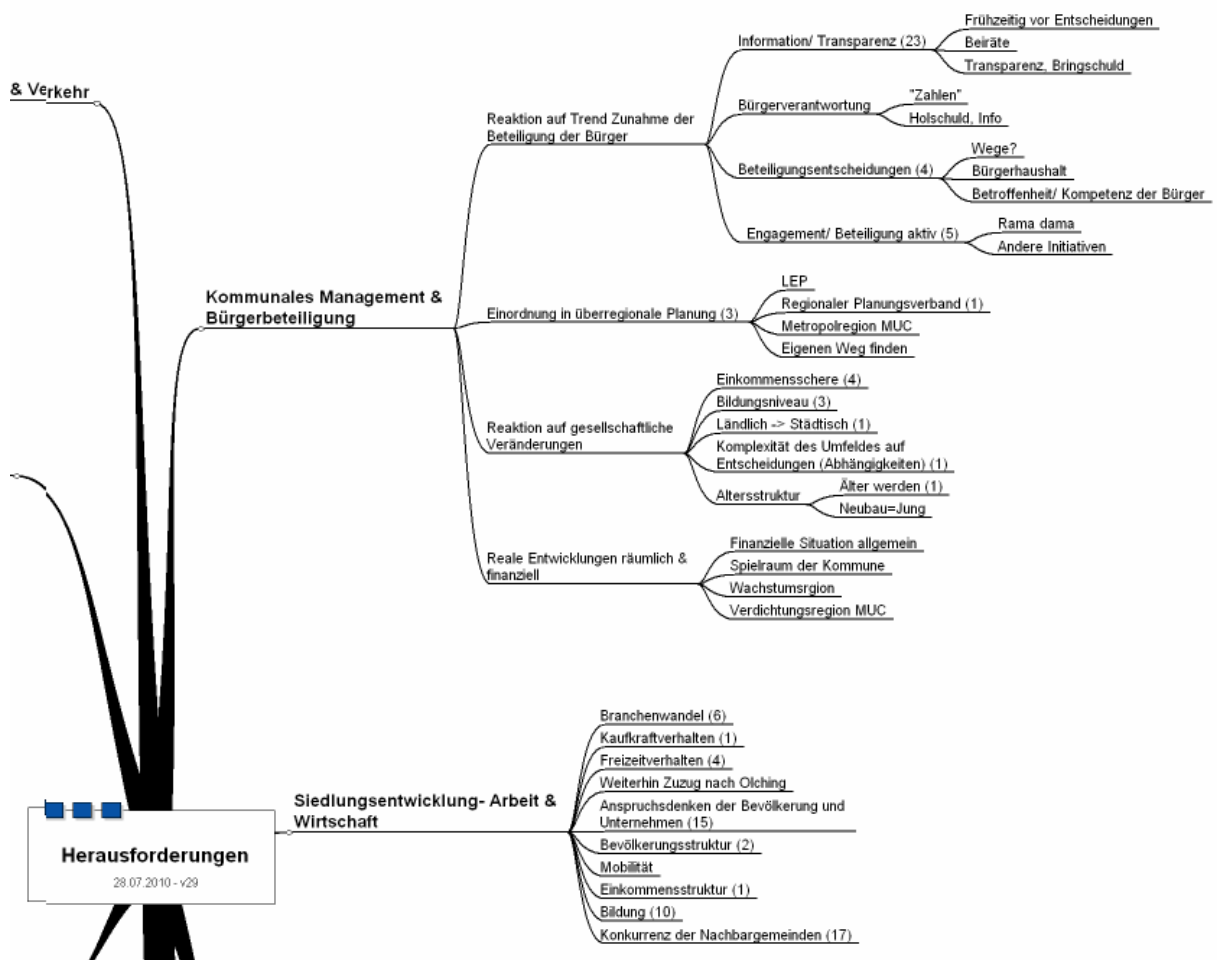 & Verkehr
Kommunales Management &
Bürgerbeteiligung
Reaktion auf Trend Zunahme der
Beteiligung der Bürger
Information/ Transparenz (23)
Frühzeitig vor Entscheidungen
Beiräte
Transparenz, Bringschuld
Bürgerverantwortung
"Zahlen"
Holschuld, Info
Beteiligungsentscheidungen (4)
Wege?
Bürgerhaushalt
Betroffenheit/ Kompetenz der Bürger
Engagement/ Beteiligung aktiv (5)
Rama dama
Andere Initiativen
Einordnung in überregionale Planung (3)
LEP
Regionaler Planungsverband (1)
Metropolregion MUC
Eigenen Weg finden
Reaktion auf gesellschaftliche
Veränderungen
Einkommensschere (4)
Bildungsniveau (3)
Ländlich -> Städtisch (1)
Komplexität des Umfeldes auf
Entscheidungen (Abhängigkeiten) (1)
Altersstruktur
Älter werden (1)
Neubau=Jung
Reale Entwicklungen räumlich &
finanziell
Finanzielle Situation allgemein
Spielraum der Kommune
Wachstumsrgion
Verdichtungsregion MUC
Siedlungsentwicklung- Arbeit &
Wirtschaft
Branchenwandel (6)
Kaufkraftverhalten (1)
Freizeitverhalten (4)
Weiterhin Zuzug nach Olching
Anspruchsdenken der Bevölkerung und
Unternehmen (15)
Bevölkerungsstruktur (2)
Mobilität
Einkommensstruktur (1)
Bildung (10)
Konkurrenz der Nachbargemeinden (17)
Herausforderungen
28.07.2010 - v29